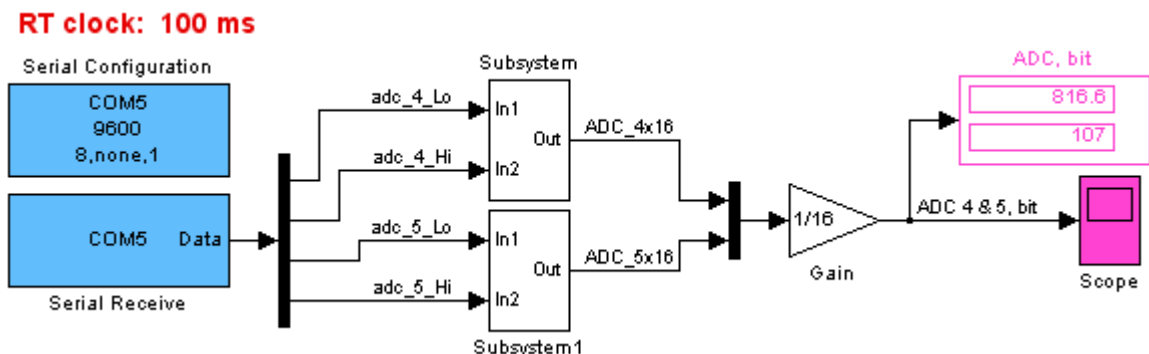 RT clock: 100 ms
Serial Configuration
COM5
9600
8,none,1
COM5 Data
Serial Receive
adc_4_Lo
adc_4_Hi
adc_5_Lo
adc_5_Hi
Subsystem
In1
Out
In2
In1
Out
In2
Subsystem1
ADC_4x16
ADC_5x16
1/16
Gain
ADC, bit
816.6
107
ADC 4 & 5, bit
Scope